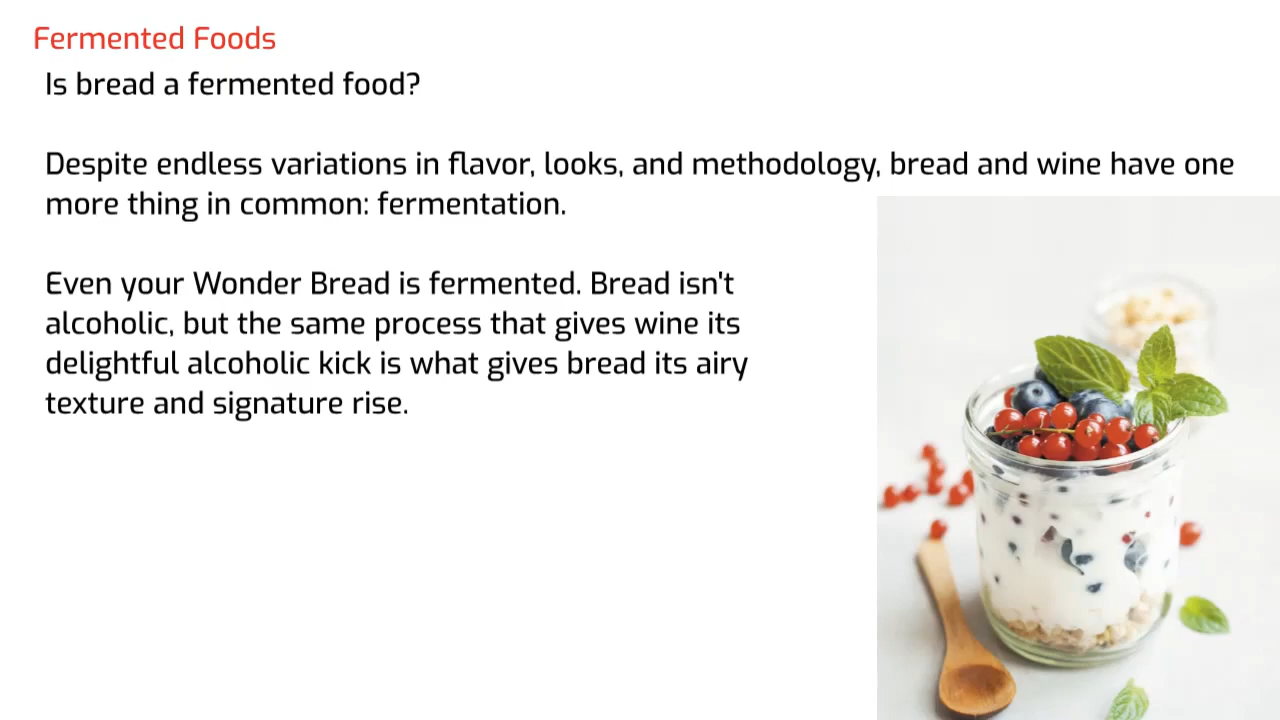 Fermented Foods
Is bread a fermented food?
Despite endless variations in flavor, looks, and methodology, bread and wine have one
more thing in common: fermentation.
Even your Wonder Bread is fermented. Bread isn't
alcoholic, but the same process that gives wine its
delightful alcoholic kick is what gives bread its airy
texture and signature rise.